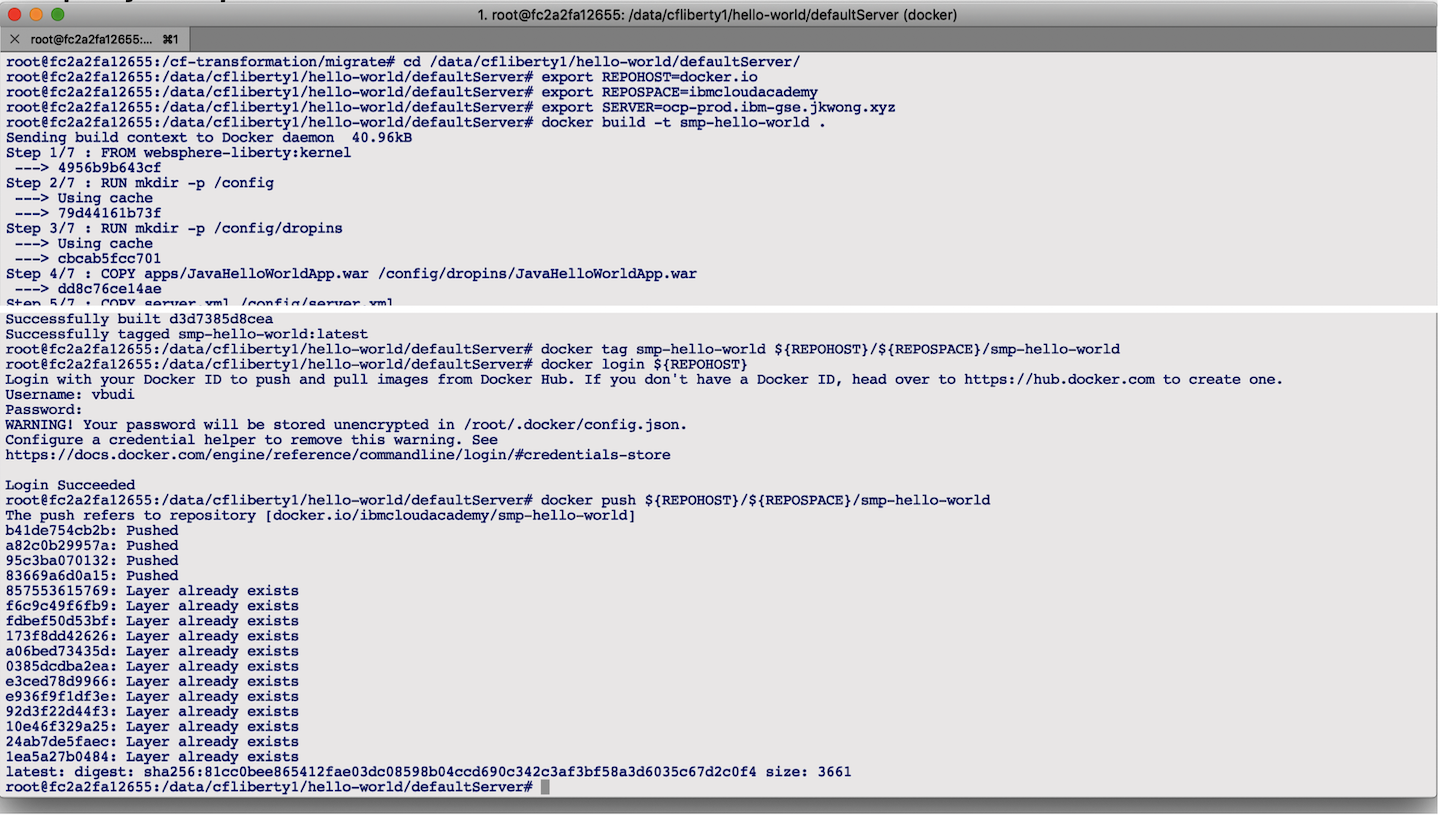 1. root@fc2a2fa12655: /data/cfliberty1/hello-world/defaultServer (docker)
× root@fc2a2fa12655:... ⌘1
root@fc2a2fa12655:/cf-transformation/migrate# cd /data/cfliberty1/hello-world/defaultServer/
root@fc2a2fa12655:/data/cfliberty1/hello-world/defaultServer# export REPOHOST=docker.io
root@fc2a2fa12655:/data/cfliberty1/hello-world/defaultServer# export REPOSPACE=ibmcloudacademy
root@fc2a2fa12655:/data/cfliberty1/hello-world/defaultServer# export SERVER=ocp-prod.ibm-gse.jkwong.xyz
root@fc2a2fa12655:/data/cfliberty1/hello-world/defaultServer# docker build -t smp-hello-world .
Sending build context to Docker daemon  40.96kB
Step 1/7 : FROM websphere-liberty:kernel
 ---> 4956b9b643cf
Step 2/7 : RUN mkdir -p /config
 ---> Using cache
 ---> 79d44161b73f
Step 3/7 : RUN mkdir -p /config/dropins
 ---> Using cache
 ---> cbcab5fcc701
Step 4/7 : COPY apps/JavaHelloWorldApp.war /config/dropins/JavaHelloWorldApp.war
 ---> dd8c76ce14ae
Step 5/7 : COPY server.xml /config/server.xml
Successfully built d3d7385d8cea
Successfully tagged smp-hello-world:latest
root@fc2a2fa12655:/data/cfliberty1/hello-world/defaultServer# docker tag smp-hello-world ${REPOHOST}/${REPOSPACE}/smp-hello-world
root@fc2a2fa12655:/data/cfliberty1/hello-world/defaultServer# docker login ${REPOHOST}
Login with your Docker ID to push and pull images from Docker Hub. If you don't have a Docker ID, head over to https://hub.docker.com to create one.
Username: vbudi
Password:
WARNING! Your password will be stored unencrypted in /root/.docker/config.json.
Configure a credential helper to remove this warning. See
https://docs.docker.com/engine/reference/commandline/login/#credentials-store
Login Succeeded
root@fc2a2fa12655:/data/cfliberty1/hello-world/defaultServer# docker push ${REPOHOST}/${REPOSPACE}/smp-hello-world
The push refers to repository [docker.io/ibmcloudacademy/smp-hello-world]
b41de754cb2b: Pushed
a82c0b29957a: Pushed
95c3ba070132: Pushed
83669a6d0a15: Pushed
857553615769: Layer already exists
f6c9c49f6fb9: Layer already exists
fdbef50d53bf: Layer already exists
173f8dd42626: Layer already exists
a06bed73435d: Layer already exists
0385dcdba2ea: Layer already exists
e3ced78d9966: Layer already exists
e936f9f1df3e: Layer already exists
92d3f22d44f3: Layer already exists
10e46f329a25: Layer already exists
24ab7de5faec: Layer already exists
1ea5a27b0484: Layer already exists
latest: digest: sha256:81cc0bee865412fae03dc08598b04ccd690c342c3af3bf58a3d6035c67d2c0f4 size: 3661
root@fc2a2fa12655:/data/cfliberty1/hello-world/defaultServer#